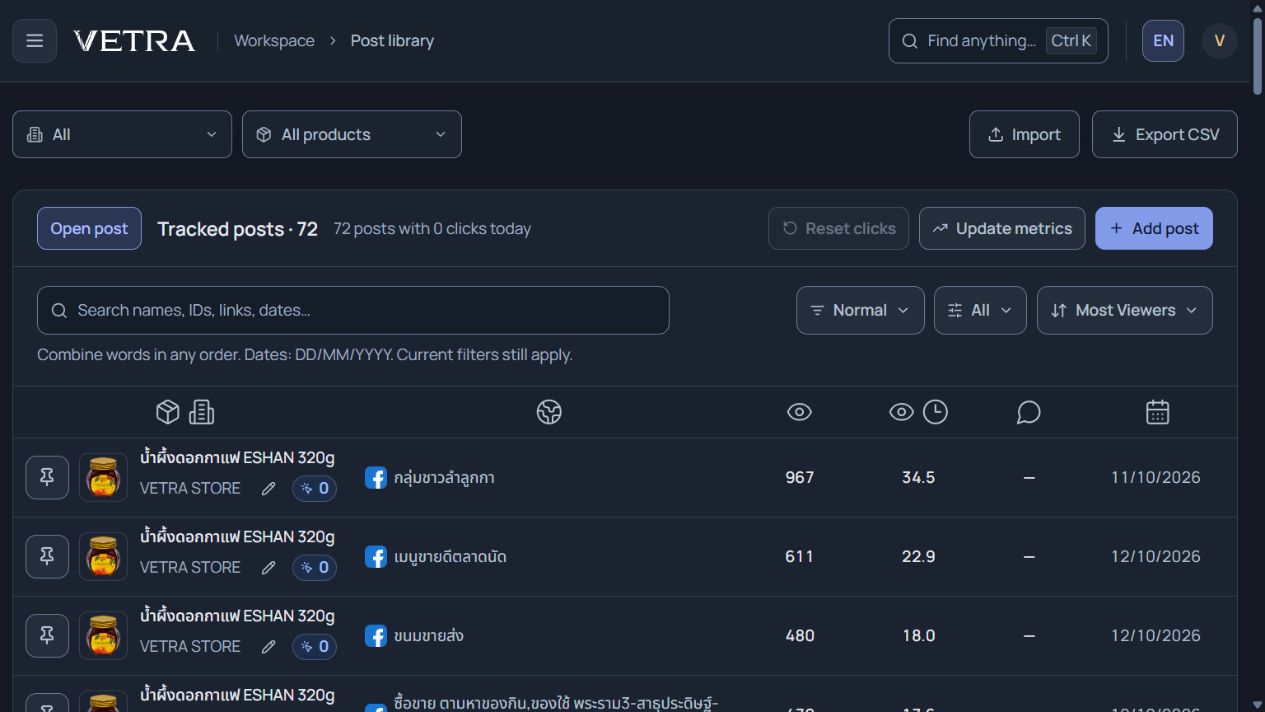 VETRA Workspace > Post library Find anything... Ctrl K EN V
All All products Import Export CSV
Open post Tracked posts · 72 72 posts with 0 clicks today Reset clicks Update metrics + Add post
Search names, IDs, links, dates... Normal All Most Viewers
Combine words in any order. Dates: DD/MM/YYYY. Current filters still apply.
น้ำผึ้งดอกกาแฟ ESHAN 320g
VETRA STORE 0 กลุ่มชาวลำลูกกา 967 34.5 – 11/10/2026
น้ำผึ้งดอกกาแฟ ESHAN 320g
VETRA STORE 0 เมนูขายดีตลาดนัด 611 22.9 – 12/10/2026
น้ำผึ้งดอกกาแฟ ESHAN 320g
VETRA STORE 0 ขนมขายส่ง 480 18.0 – 12/10/2026
น้ำผึ้งดอกกาแฟ ESHAN 320g ซื้อขาย ตามหาของกิน,ของใช้ พระราม3-สาธุประดิษฐ์-